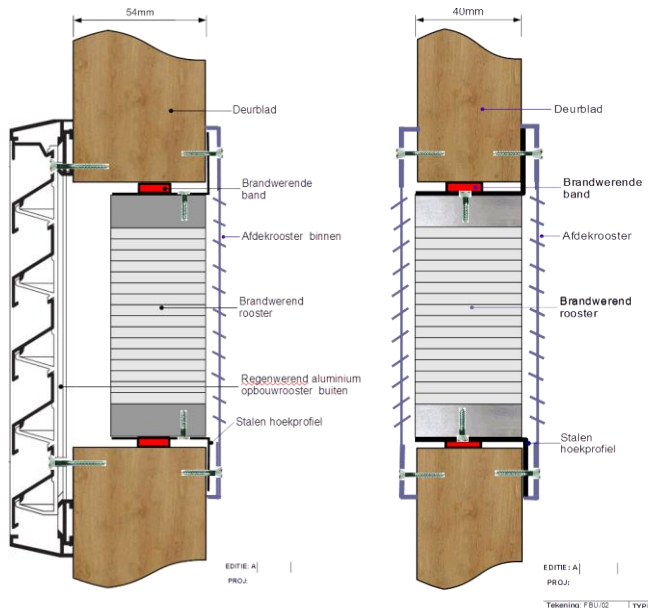 54mm
Deurblad
Brandwerende
band
Afdekrooster binnen
Brandwerend
rooster
Regenwerend aluminium
opbouwrooster buiten
Stalen hoekprofiel
EDITIE: A
PROJ:
40mm
Deurblad
Brandwerende
band
Afdekrooster
Brandwerend
rooster
Stalen
hoekprofiel
EDITIE: A
PROJ:
Tekening: FBU/02 TYPE